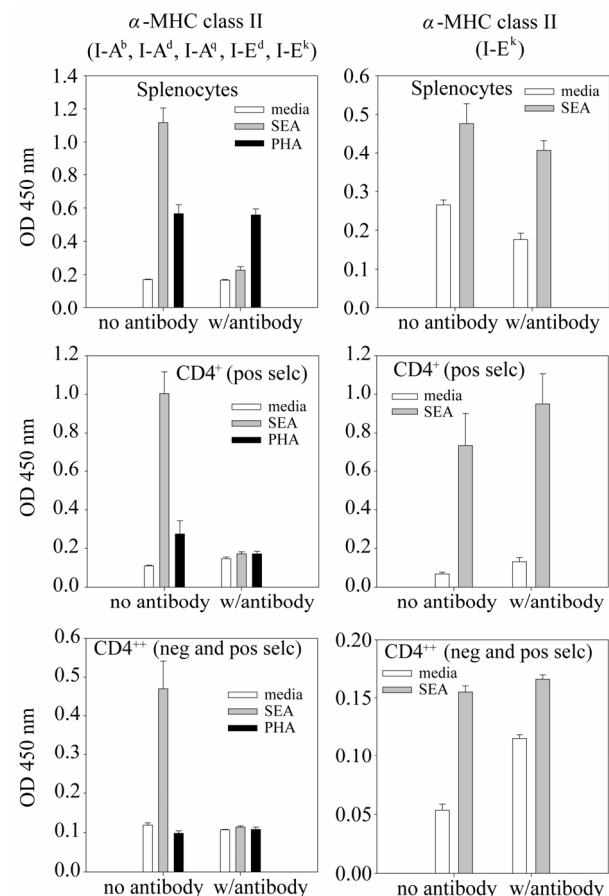 α-MHC class II
(I-Aᵇ, I-Aᵈ, I-A𐞥, I-Eᵈ, I-Eᵏ)
α-MHC class II
(I-Eᵏ)
Splenocytes
media
SEA
PHA
OD 450 nm
1.4
1.2
1.0
0.8
0.6
0.4
0.2
0.0
no antibody w/antibody
Splenocytes
media
SEA
0.6
0.5
0.4
0.3
0.2
0.1
0.0
no antibody w/antibody
CD4⁺ (pos selc)
media
SEA
PHA
OD 450 nm
1.2
1.0
0.8
0.6
0.4
0.2
0.0
no antibody w/antibody
CD4⁺ (pos selc)
media
SEA
1.2
1.0
0.8
0.6
0.4
0.2
0.0
no antibody w/antibody
CD4⁺⁺ (neg and pos selc)
media
SEA
PHA
OD 450 nm
0.6
0.5
0.4
0.3
0.2
0.1
0.0
no antibody w/antibody
CD4⁺⁺ (neg and pos selc)
media
SEA
0.20
0.15
0.10
0.05
0.00
no antibody w/antibody